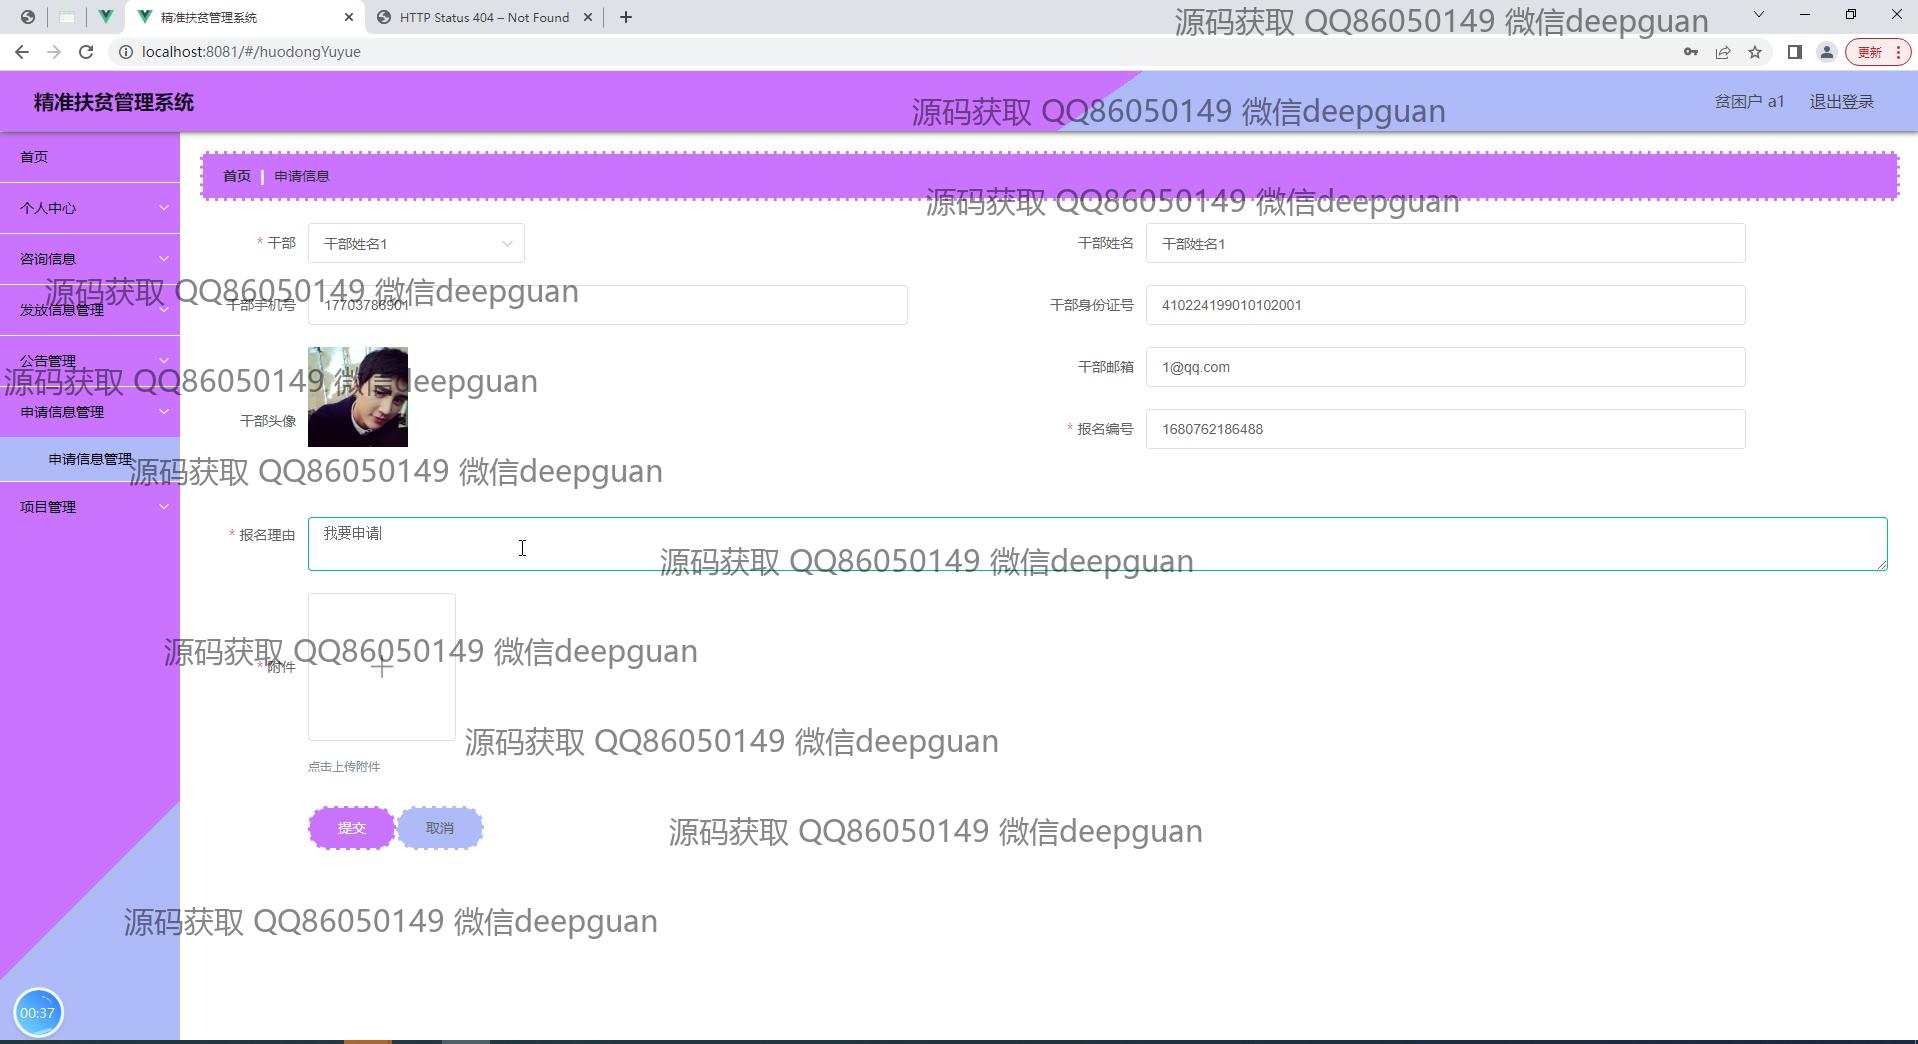 精准扶贫管理系统
HTTP Status 404 – Not Found
源码获取 QQ86050149 微信deepguan
localhost:8081/#/huodongYuyue
更新
精准扶贫管理系统
源码获取 QQ86050149 微信deepguan
贫困户 a1
退出登录
首页
首页 | 申请信息
源码获取 QQ86050149 微信deepguan
个人中心
* 干部 干部姓名1
干部姓名 干部姓名1
咨询信息
源码获取 QQ86050149 微信deepguan
发放信息管理
干部手机号 17703786901
干部身份证号 410224199010102001
公告管理
源码获取 QQ86050149 微信deepguan
干部邮箱 1@qq.com
申请信息管理
干部头像
* 报名编号 1680762186488
申请信息管理
源码获取 QQ86050149 微信deepguan
项目管理
* 报名理由 我要申请
源码获取 QQ86050149 微信deepguan
源码获取 QQ86050149 微信deepguan
* 附件
源码获取 QQ86050149 微信deepguan
点击上传附件
提交 取消
源码获取 QQ86050149 微信deepguan
源码获取 QQ86050149 微信deepguan
00:37